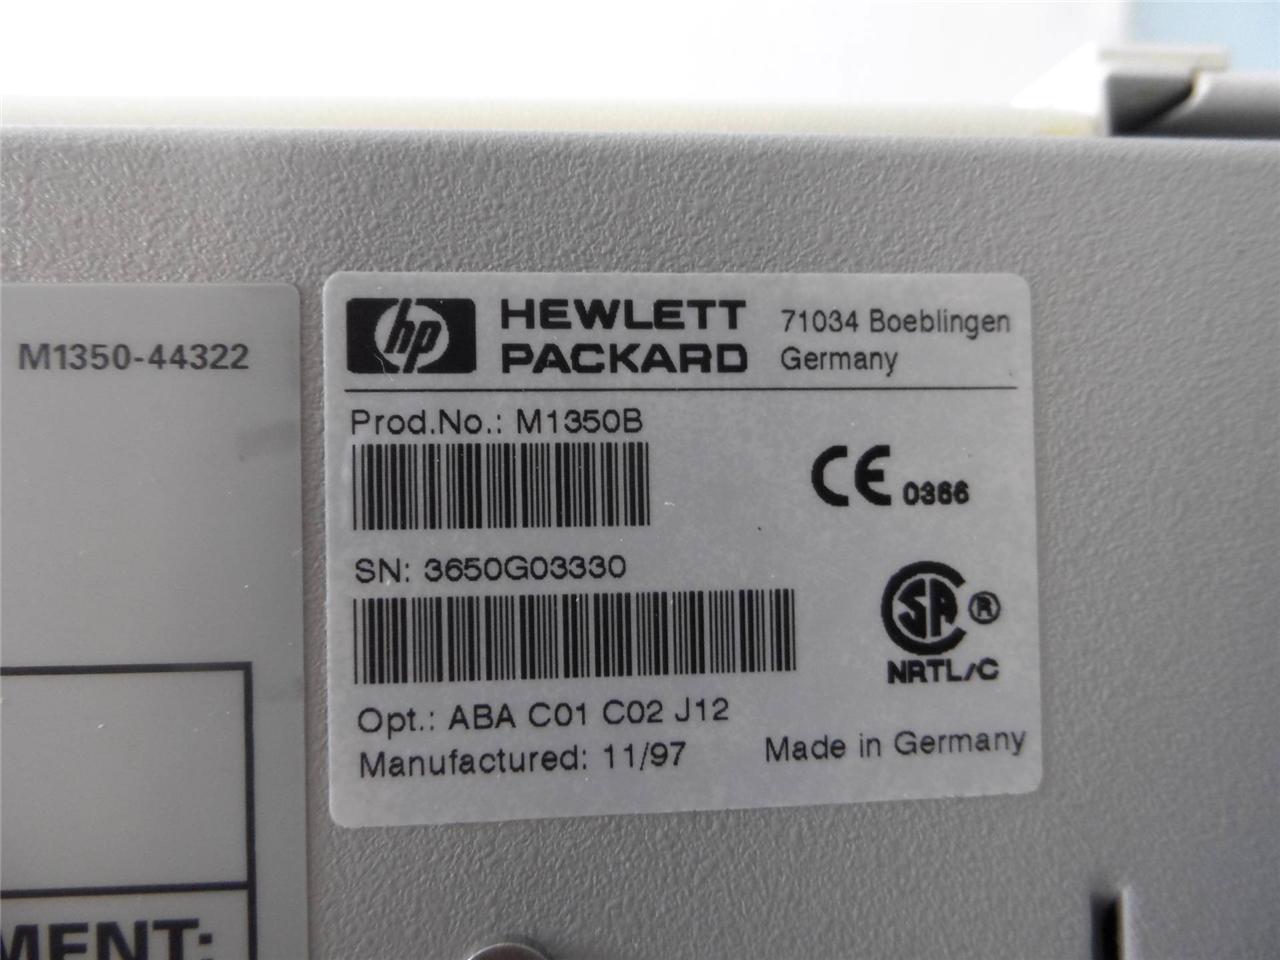 M1350-44322
hp HEWLETT PACKARD
71034 Boeblingen
Germany
Prod.No.: M1350B
CE 0366
SN: 3650G03330
SA ®
NRTL/C
Opt.: ABA C01 C02 J12
Manufactured: 11/97
Made in Germany
MENT: